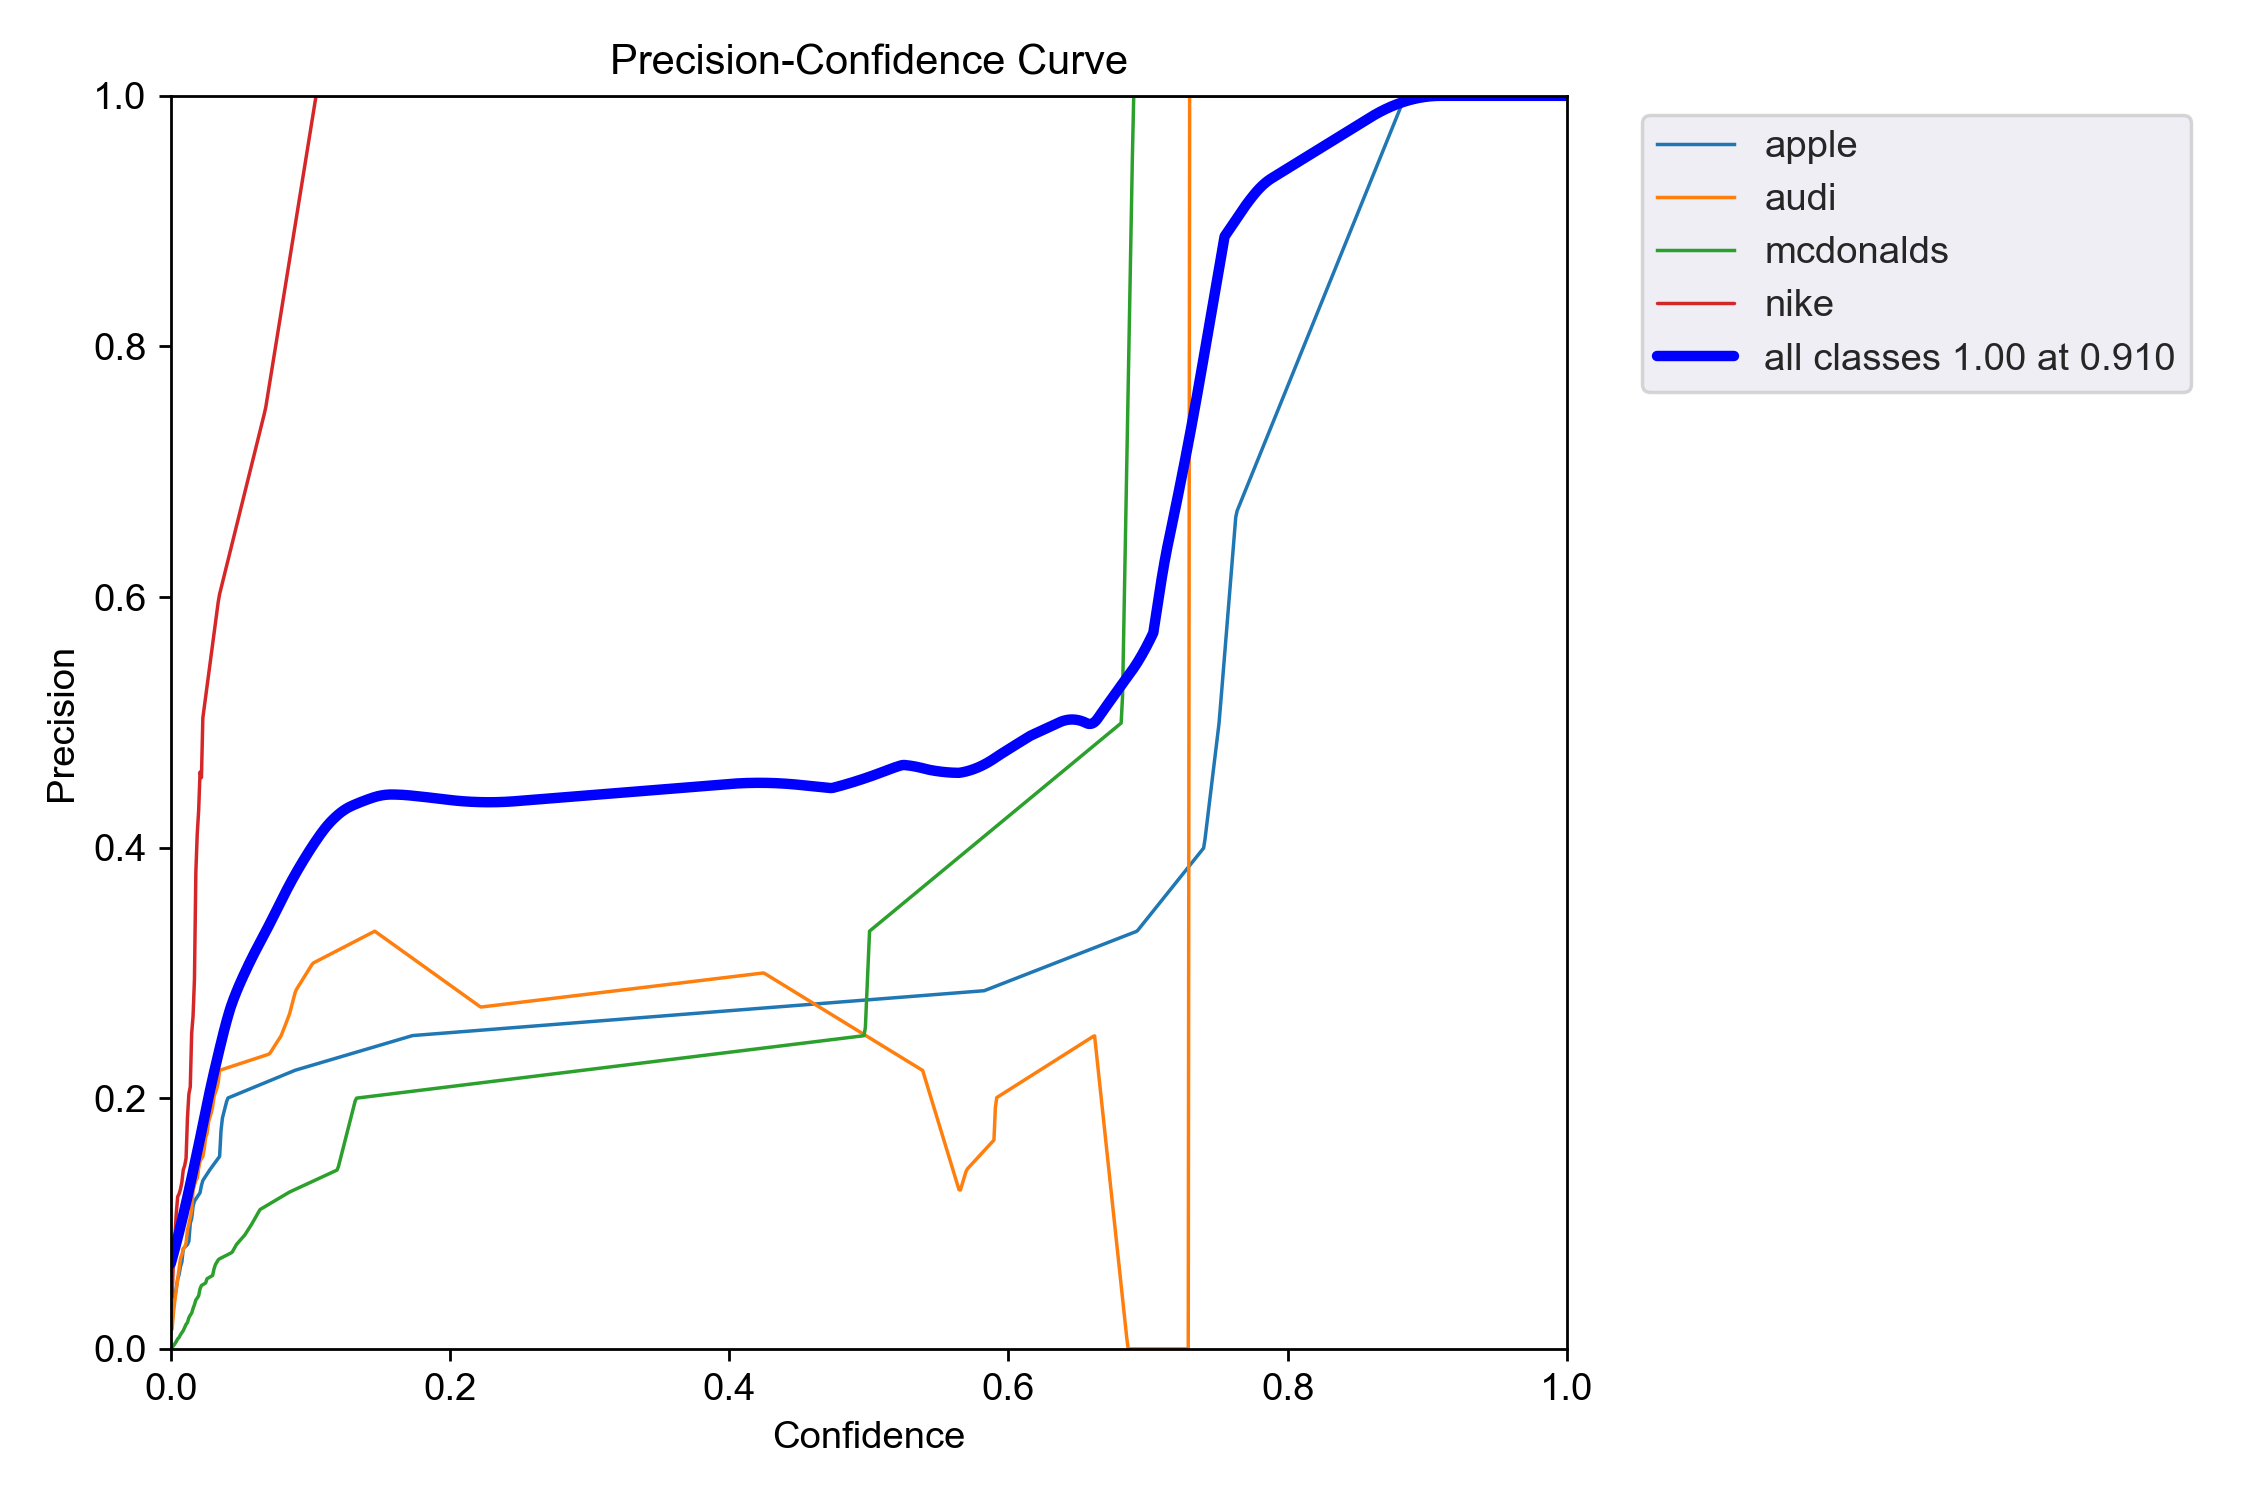 Precision-Confidence Curve
1.0
0.8
0.6
0.4
0.2
0.0
Precision
0.0 0.2 0.4 0.6 0.8 1.0
Confidence
apple
audi
mcdonalds
nike
all classes 1.00 at 0.910